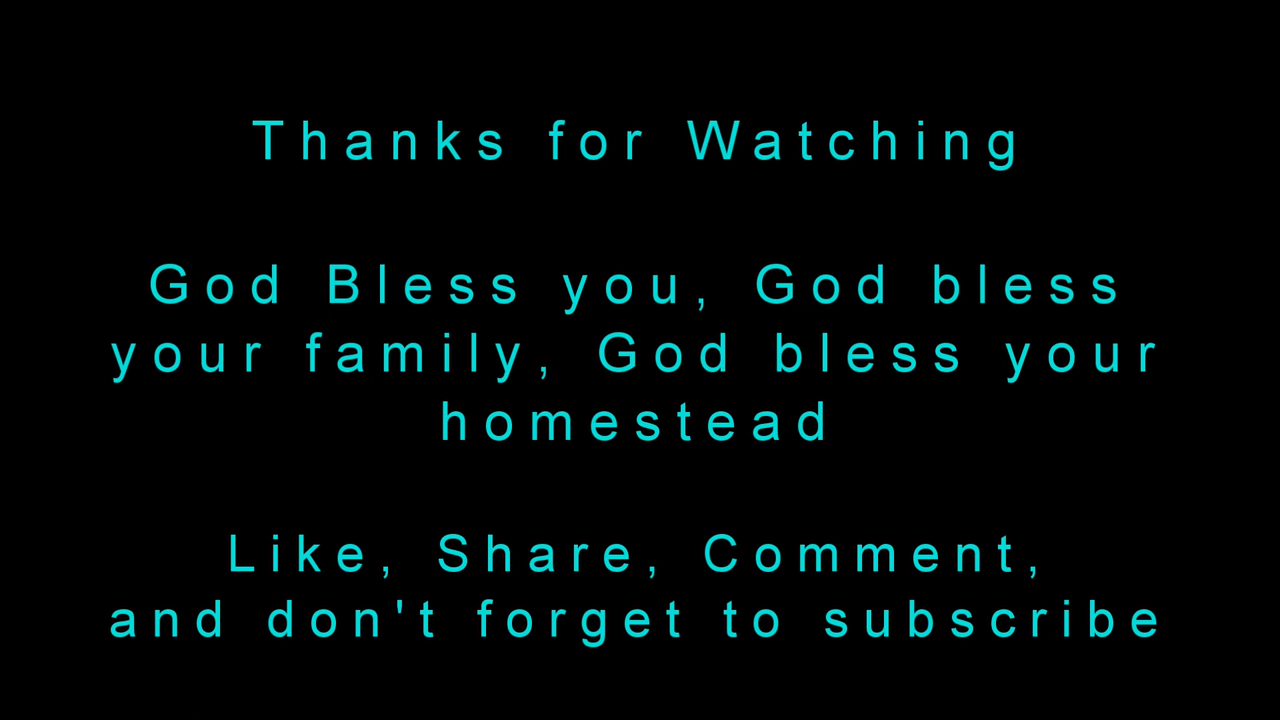 Thanks for Watching
God Bless you, God bless
your family, God bless your
homestead
Like, Share, Comment,
and don't forget to subscribe